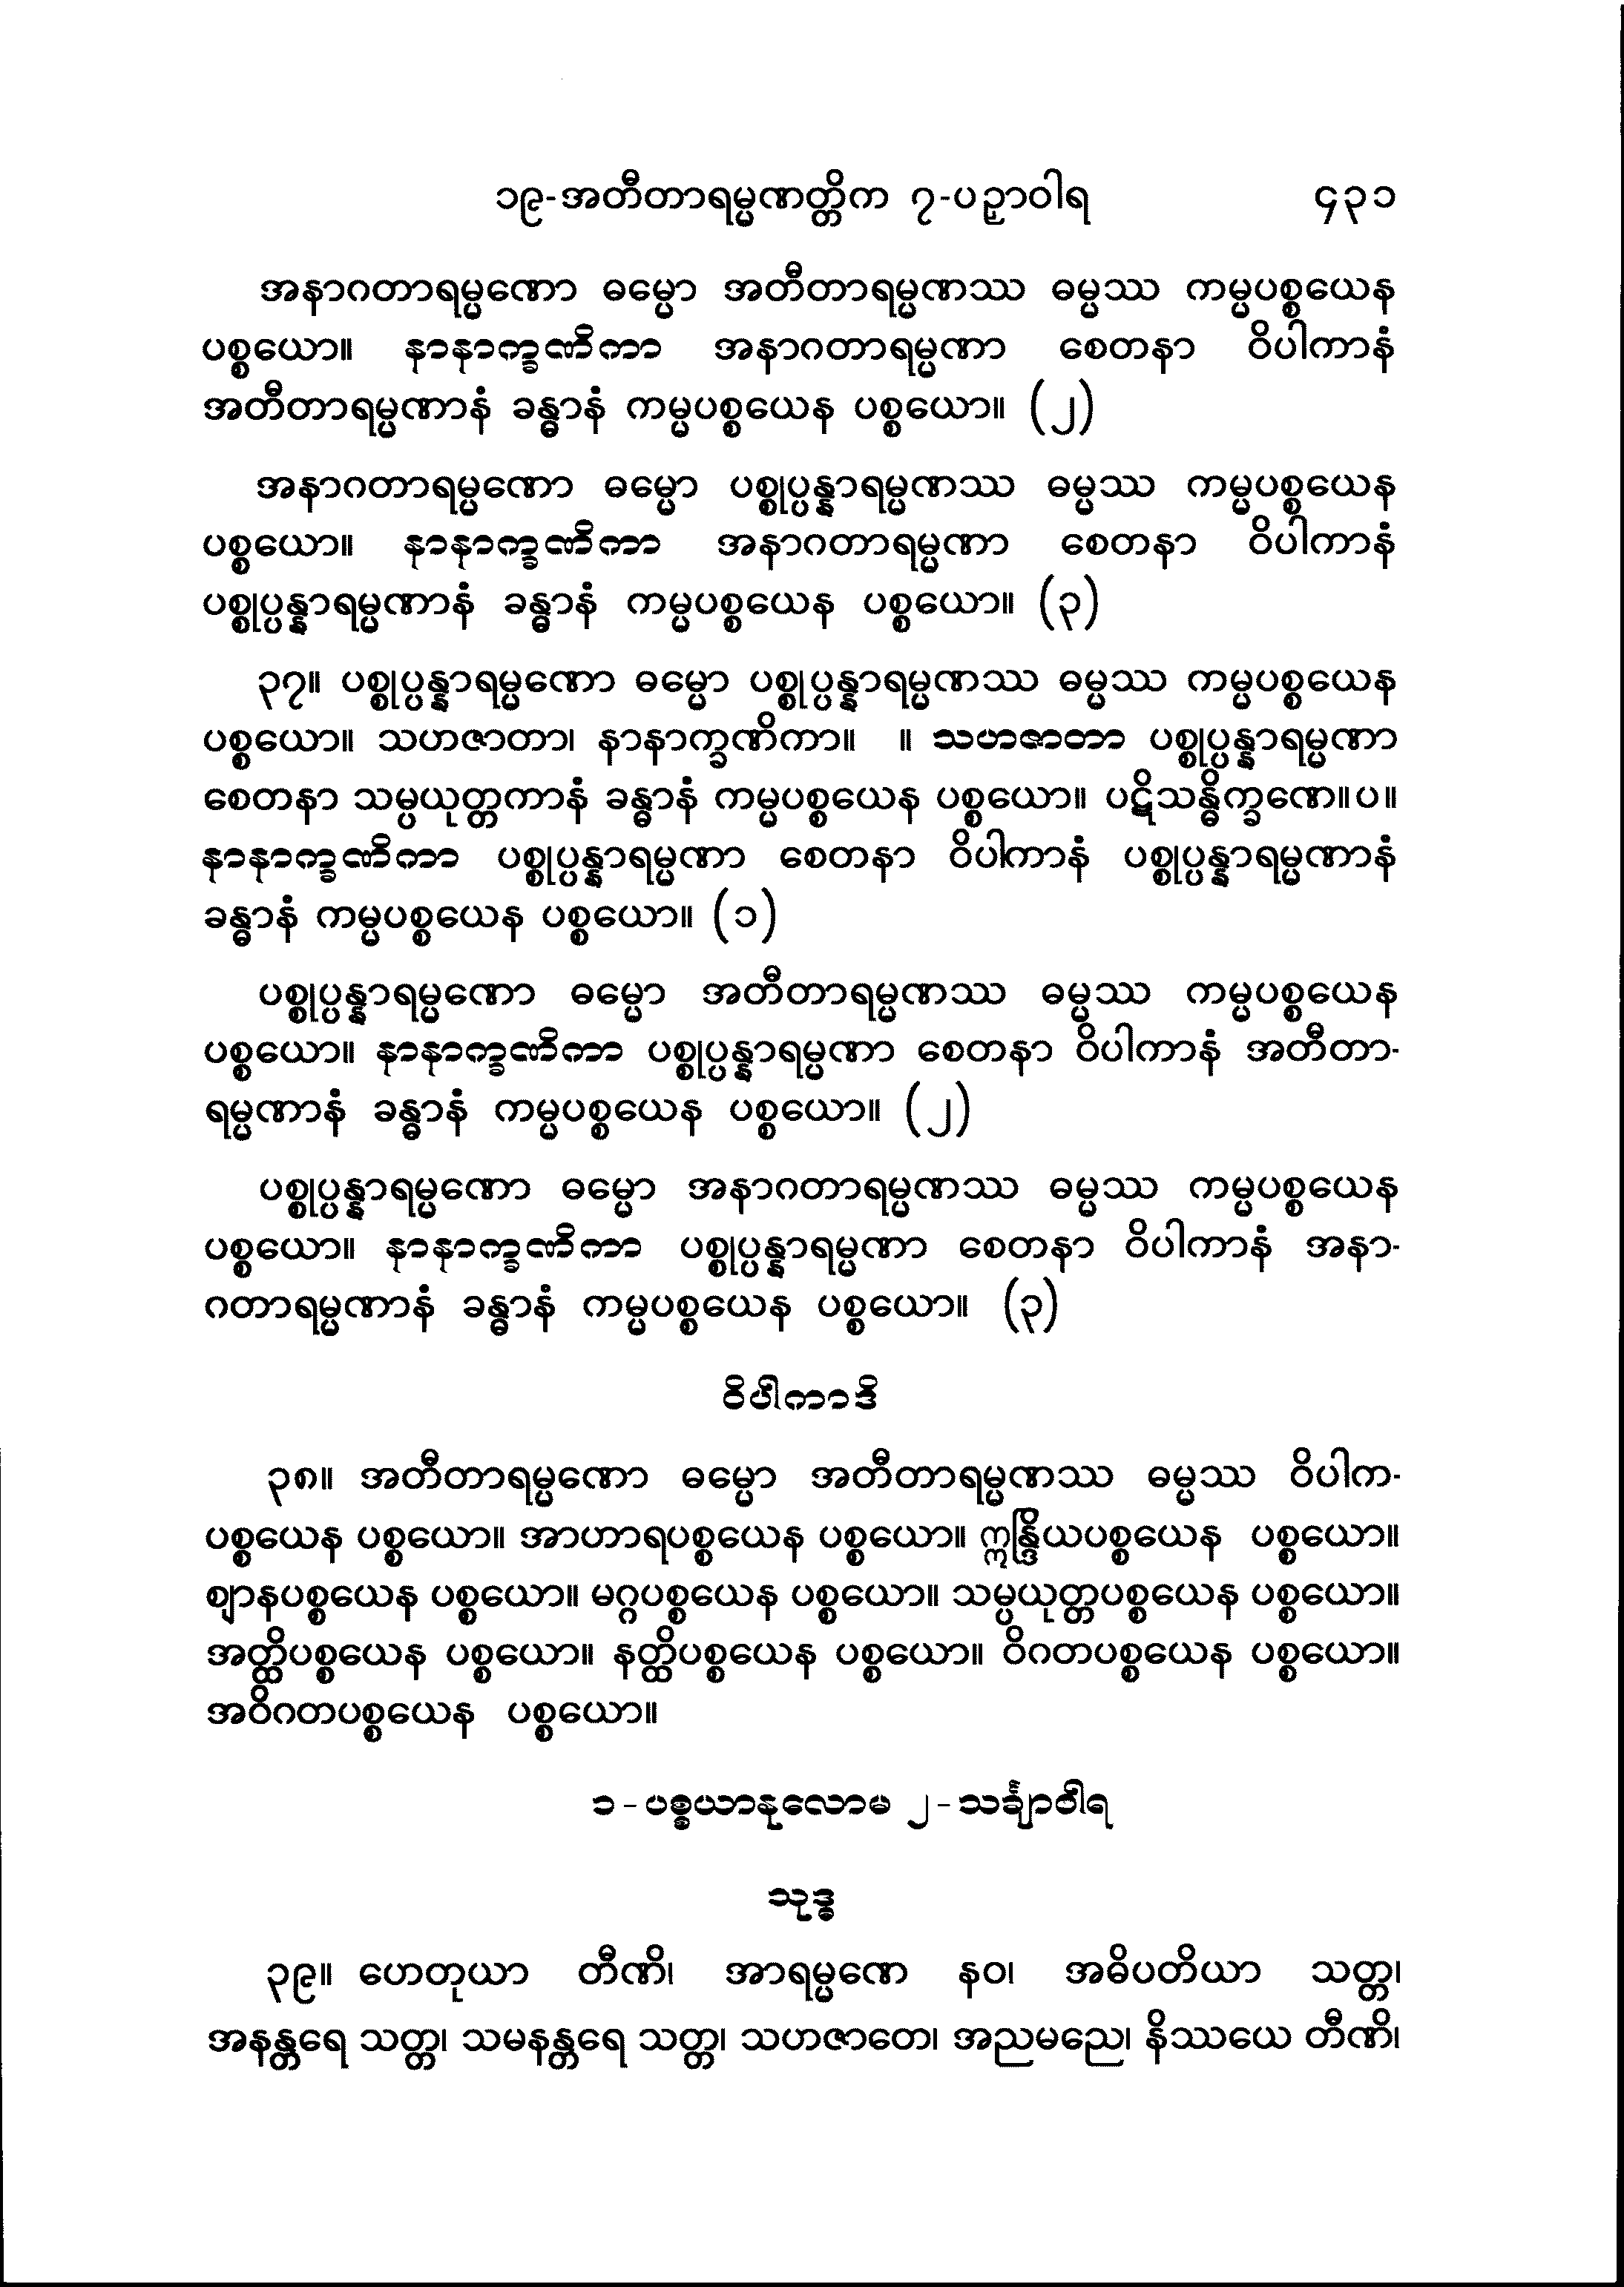 ၁၉-အတီတာရမ္မဏတ္တိက ၇-ပဉှာဝါရ ၄၃၁
အနာဂတာရမ္မဏော ဓမ္မော အတီတာရမ္မဏဿ ဓမ္မဿ ကမ္မပစ္စယေန
ပစ္စယော။ နာနာက္ခဏိကာ အနာဂတာရမ္မဏာ စေတနာ ဝိပါကာနံ
အတီတာရမ္မဏာနံ ခန္ဓာနံ ကမ္မပစ္စယေန ပစ္စယော။ (၂)
အနာဂတာရမ္မဏော ဓမ္မော ပစ္စုပ္ပန္နာရမ္မဏဿ ဓမ္မဿ ကမ္မပစ္စယေန
ပစ္စယော။ နာနာက္ခဏိကာ အနာဂတာရမ္မဏာ စေတနာ ဝိပါကာနံ
ပစ္စုပ္ပန္နာရမ္မဏာနံ ခန္ဓာနံ ကမ္မပစ္စယေန ပစ္စယော။ (၃)
၃၇။ ပစ္စုပ္ပန္နာရမ္မဏော ဓမ္မော ပစ္စုပ္ပန္နာရမ္မဏဿ ဓမ္မဿ ကမ္မပစ္စယေန
ပစ္စယော။ သဟဇာတာ၊ နာနာက္ခဏိကာ။ ။ သဟဇာတာ ပစ္စုပ္ပန္နာရမ္မဏာ
စေတနာ သမ္ပယုတ္တကာနံ ခန္ဓာနံ ကမ္မပစ္စယေန ပစ္စယော။ ပဋိသန္ဓိက္ခဏေ။ပ။
နာနာက္ခဏိကာ ပစ္စုပ္ပန္နာရမ္မဏာ စေတနာ ဝိပါကာနံ ပစ္စုပ္ပန္နာရမ္မဏာနံ
ခန္ဓာနံ ကမ္မပစ္စယေန ပစ္စယော။ (၁)
ပစ္စုပ္ပန္နာရမ္မဏော ဓမ္မော အတီတာရမ္မဏဿ ဓမ္မဿ ကမ္မပစ္စယေန
ပစ္စယော။ နာနာက္ခဏိကာ ပစ္စုပ္ပန္နာရမ္မဏာ စေတနာ ဝိပါကာနံ အတီတာ-
ရမ္မဏာနံ ခန္ဓာနံ ကမ္မပစ္စယေန ပစ္စယော။ (၂)
ပစ္စုပ္ပန္နာရမ္မဏော ဓမ္မော အနာဂတာရမ္မဏဿ ဓမ္မဿ ကမ္မပစ္စယေန
ပစ္စယော။ နာနာက္ခဏိကာ ပစ္စုပ္ပန္နာရမ္မဏာ စေတနာ ဝိပါကာနံ အနာ-
ဂတာရမ္မဏာနံ ခန္ဓာနံ ကမ္မပစ္စယေန ပစ္စယော။ (၃)
ဝိပါကာဒိ
၃၈။ အတီတာရမ္မဏော ဓမ္မော အတီတာရမ္မဏဿ ဓမ္မဿ ဝိပါက-
ပစ္စယေန ပစ္စယော။ အာဟာရပစ္စယေန ပစ္စယော။ ဣန္ဒြိယပစ္စယေန ပစ္စယော။
ဈာနပစ္စယေန ပစ္စယော။ မဂ္ဂပစ္စယေန ပစ္စယော။ သမ္ပယုတ္တပစ္စယေန ပစ္စယော။
အတ္ထိပစ္စယေန ပစ္စယော။ နတ္ထိပစ္စယေန ပစ္စယော။ ဝိဂတပစ္စယေန ပစ္စယော။
အဝိဂတပစ္စယေန ပစ္စယော။
၁-ပစ္စယာနုလောမ ၂-သင်္ချာဝါရ
သုဒ္ဓ
၃၉။ ဟေတုယာ တီဏိ၊ အာရမ္မဏေ နဝ၊ အဓိပတိယာ သတ္တ၊
အနန္တရေ သတ္တ၊ သမနန္တရေ သတ္တ၊ သဟဇာတေ၊ အညမညေ၊ နိဿယေ တီဏိ၊